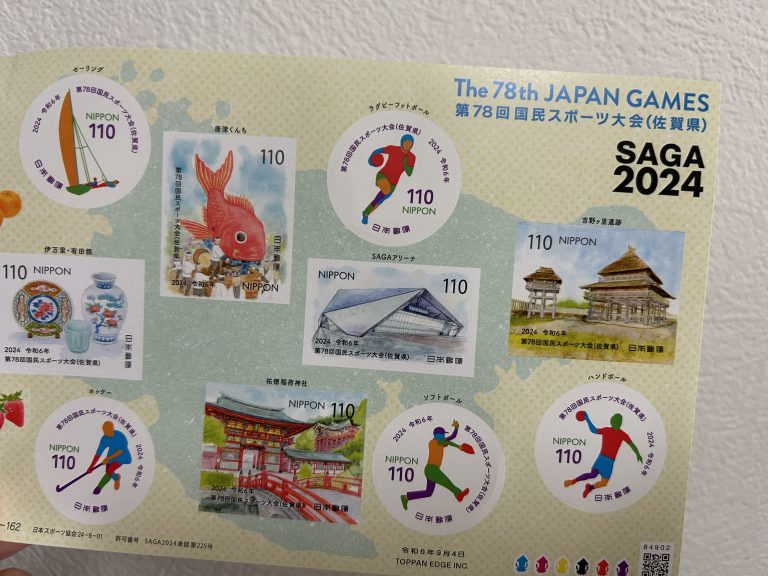 The 78th JAPAN GAMES
第78回国民スポーツ大会(佐賀県)
SAGA
2024
セーリング
2024 令和6年 第78回国民スポーツ大会(佐賀県)
NIPPON
110
日本郵便
唐津くんち
110
2024 令和6年
第78回国民スポーツ大会(佐賀県)
NIPPON
日本郵便
ラグビーフットボール
第78回国民スポーツ大会(佐賀県) 2024 令和6年
110
NIPPON
日本郵便
吉野ヶ里遺跡
110 NIPPON
2024 令和6年
第78回国民スポーツ大会(佐賀県)
日本郵便
伊万里・有田焼
110 NIPPON
2024 令和6年
第78回国民スポーツ大会(佐賀県)
日本郵便
SAGAアリーナ
NIPPON 110
2024 令和6年
第78回国民スポーツ大会(佐賀県)
日本郵便
ホッケー
第78回国民スポーツ大会(佐賀県) 2024 令和6年
NIPPON
110
日本郵便
祐徳稲荷神社
NIPPON 110
2024 令和6年
第78回国民スポーツ大会(佐賀県)
日本郵便
ソフトボール
2024 令和6年 第78回国民スポーツ大会(佐賀県)
NIPPON
110
日本郵便
ハンドボール
第78回国民スポーツ大会(佐賀県) 2024 令和6年
NIPPON
110
日本郵便
-162 日本スポーツ協会24-B-01 許可番号 SAGA2024承認第225号
令和6年9月4日
TOPPAN EDGE INC.
84902